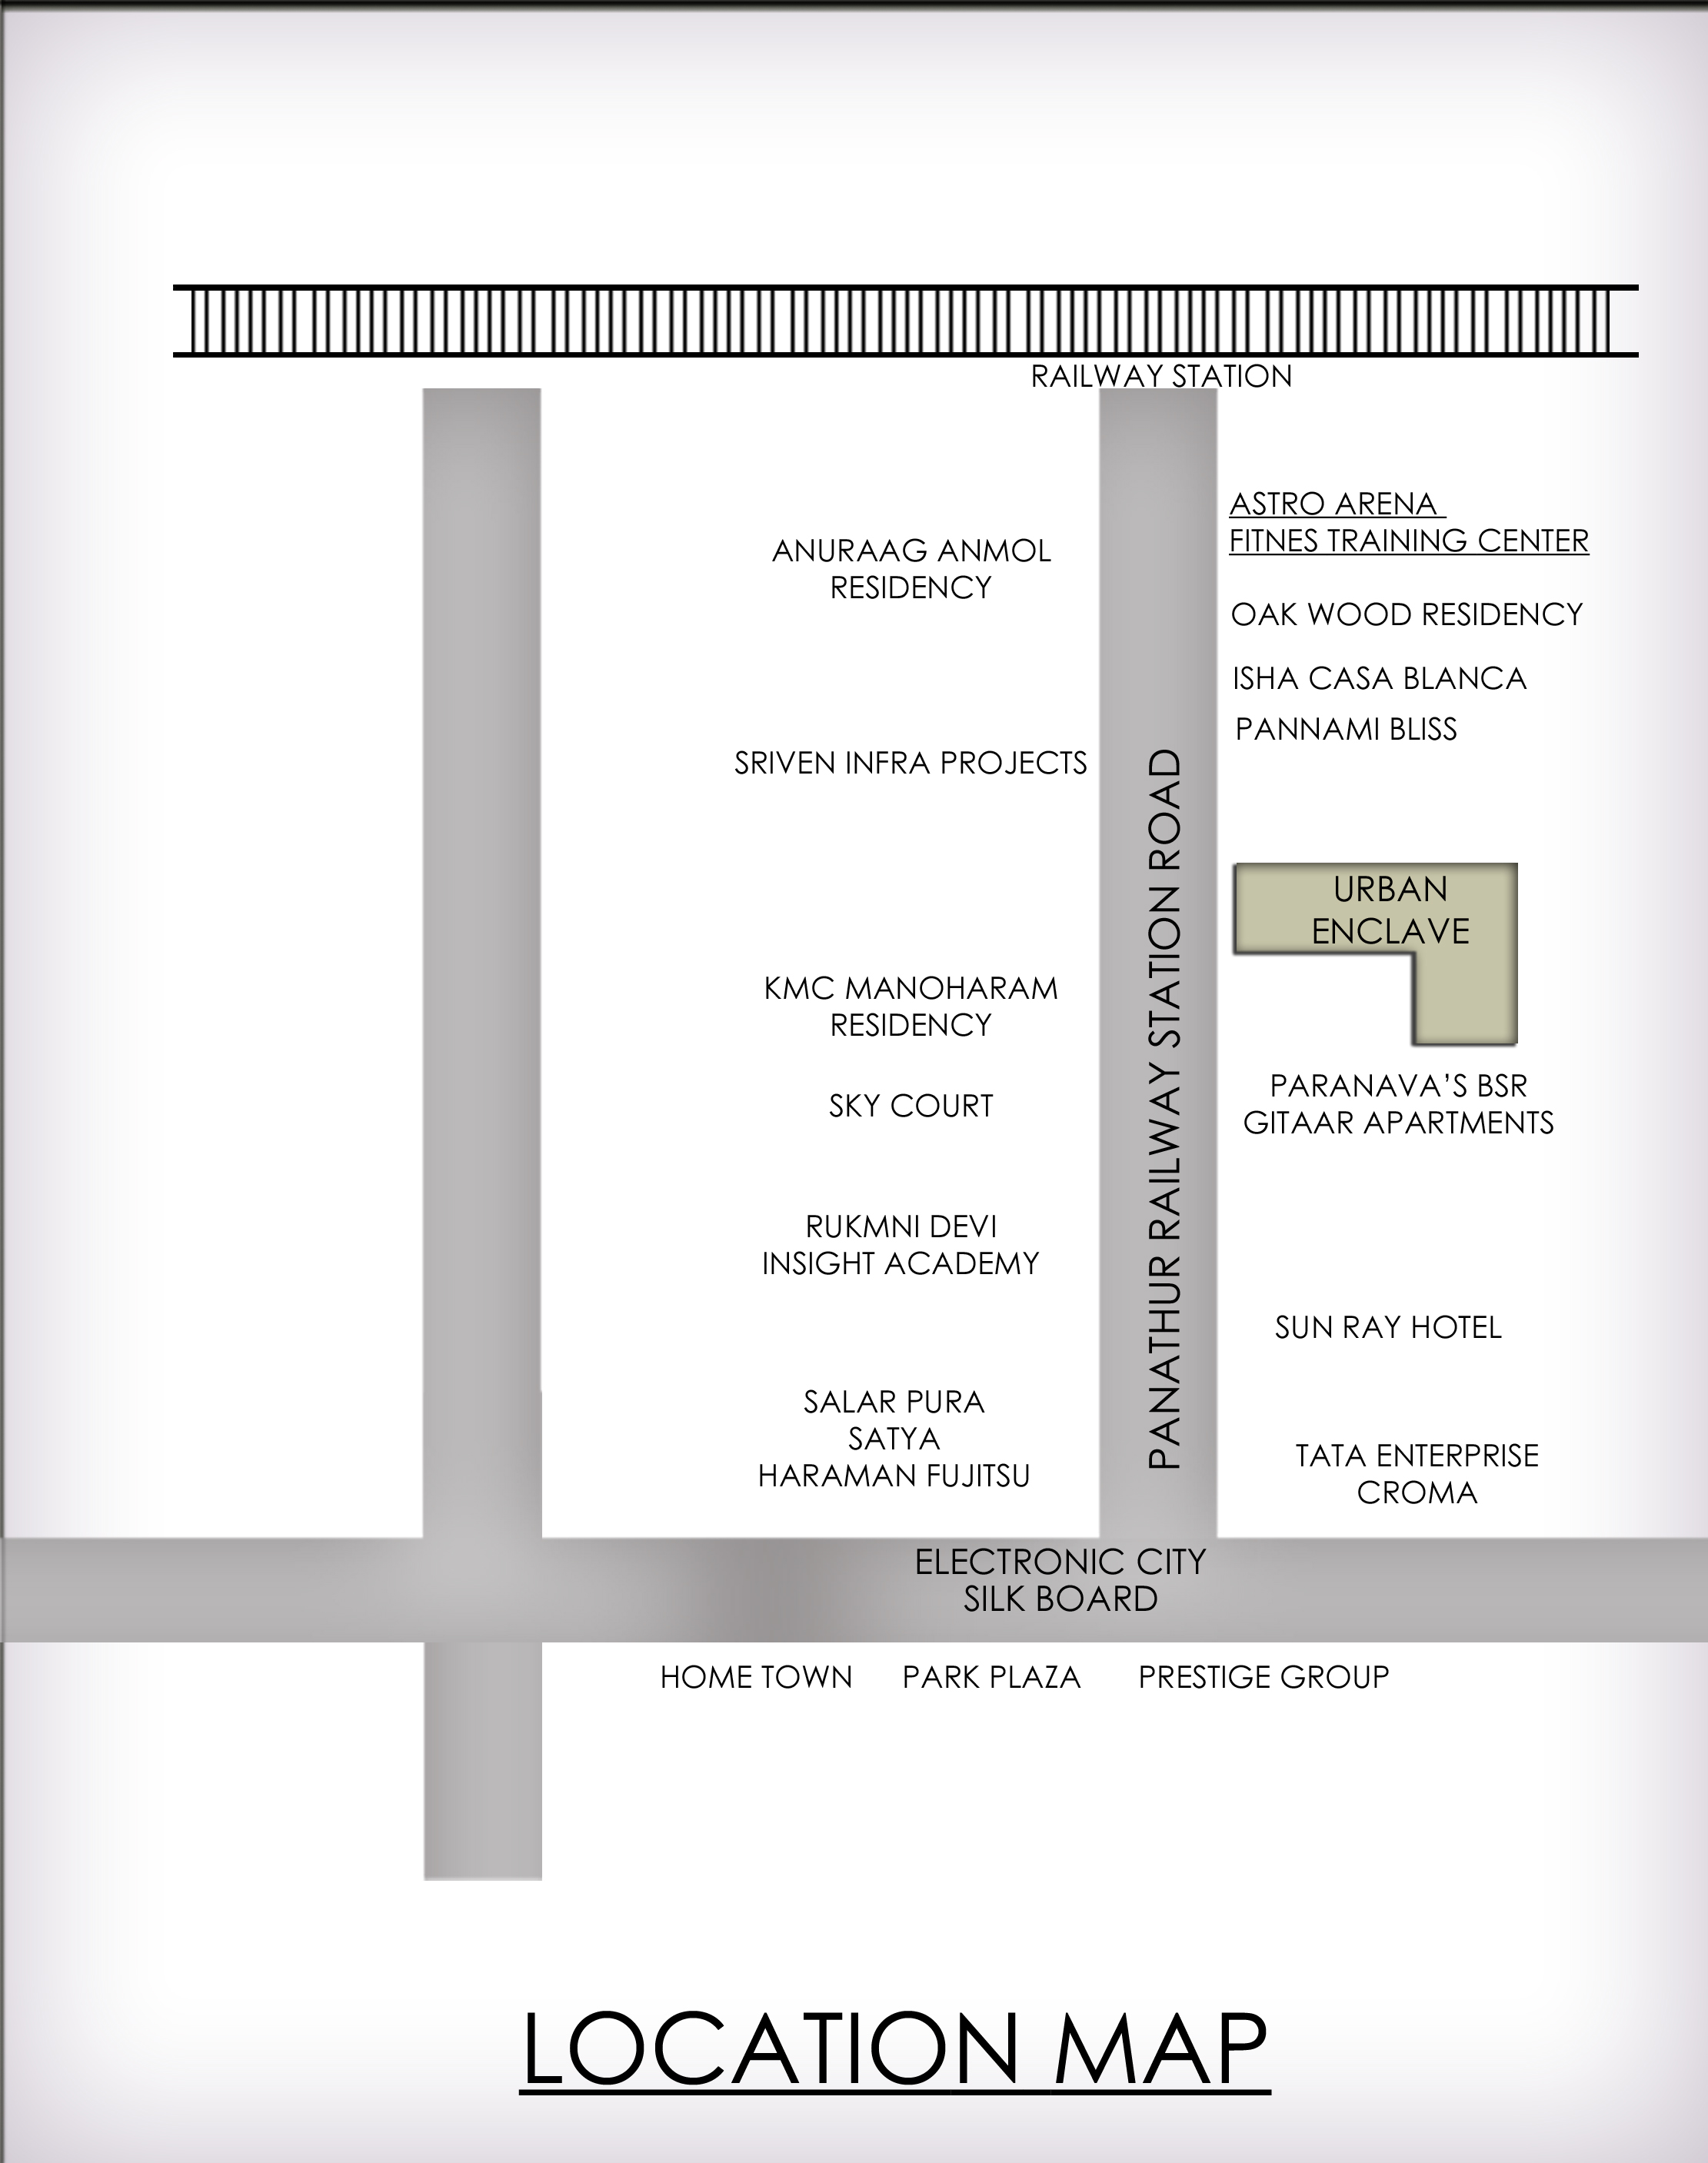 RAILWAY STATION
ASTRO ARENA
FITNES TRAINING CENTER
ANURAAG ANMOL
RESIDENCY
OAK WOOD RESIDENCY
ISHA CASA BLANCA
PANNAMI BLISS
SRIVEN INFRA PROJECTS
PANATHUR RAILWAY STATION ROAD
URBAN
ENCLAVE
KMC MANOHARAM
RESIDENCY
PARANAVA’S BSR
GITAAR APARTMENTS
SKY COURT
RUKMNI DEVI
INSIGHT ACADEMY
SUN RAY HOTEL
SALAR PURA
SATYA
HARAMAN FUJITSU
TATA ENTERPRISE
CROMA
ELECTRONIC CITY
SILK BOARD
HOME TOWN PARK PLAZA PRESTIGE GROUP
LOCATION MAP